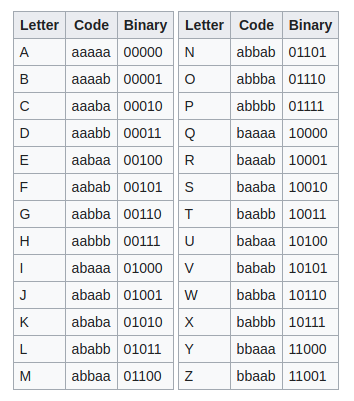 Letter Code Binary Letter Code Binary
A aaaaa 00000 N abbab 01101
B aaaab 00001 O abbba 01110
C aaaba 00010 P abbbb 01111
D aaabb 00011 Q baaaa 10000
E aabaa 00100 R baaab 10001
F aabab 00101 S baaba 10010
G aabba 00110 T baabb 10011
H aabbb 00111 U babaa 10100
I abaaa 01000 V babab 10101
J abaab 01001 W babba 10110
K ababa 01010 X babbb 10111
L ababb 01011 Y bbaaa 11000
M abbaa 01100 Z bbaab 11001